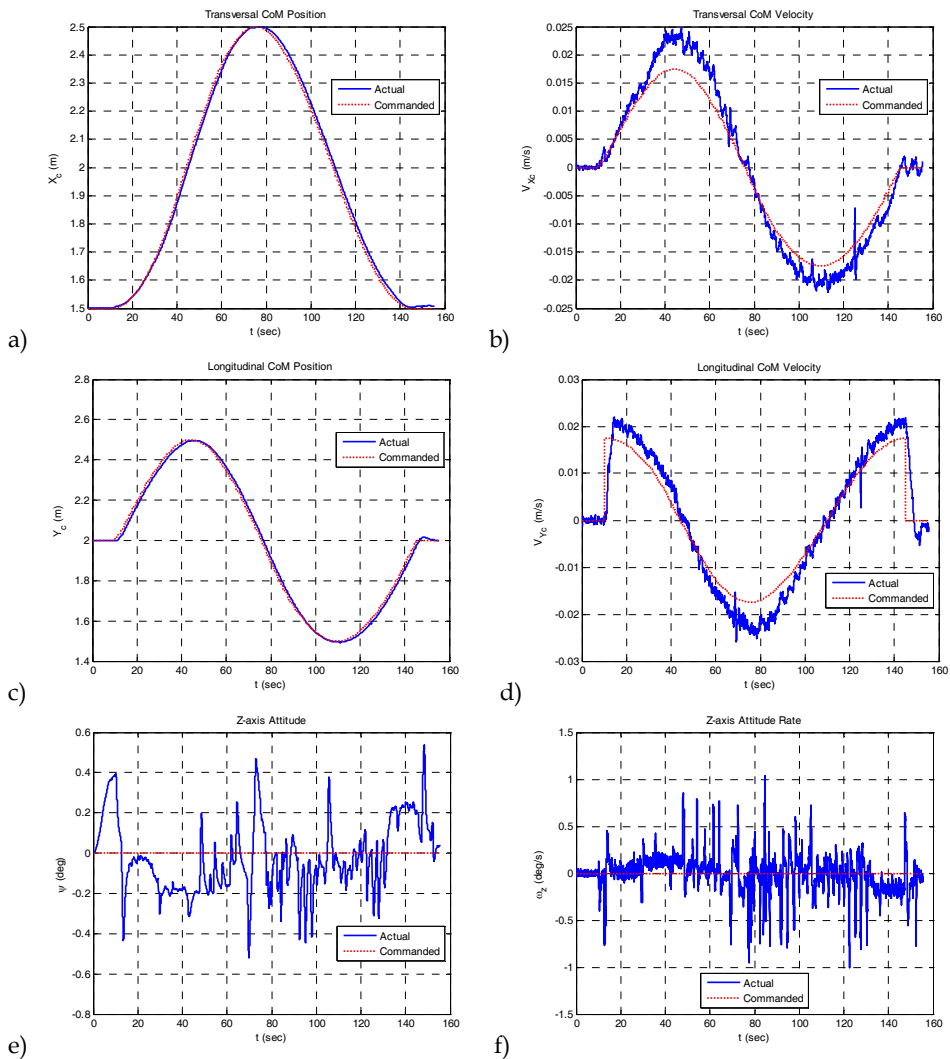 Transversal CoM Position
2.5
2.4
2.3
2.2
2.1
2
1.9
1.8
1.7
1.6
1.5
X_c (m)
Actual
Commanded
0 20 40 60 80 100 120 140 160
t (sec)
a)
Transversal CoM Velocity
0.025
0.02
0.015
0.01
0.005
0
-0.005
-0.01
-0.015
-0.02
-0.025
V_Xc (m/s)
Actual
Commanded
0 20 40 60 80 100 120 140 160
t (sec)
b)
Longitudinal CoM Position
2.8
2.6
2.4
2.2
2
1.8
1.6
1.4
Y_c (m)
Actual
Commanded
0 20 40 60 80 100 120 140 160
t (sec)
c)
Longitudinal CoM Velocity
0.03
0.02
0.01
0
-0.01
-0.02
-0.03
V_Yc (m/s)
Actual
Commanded
0 20 40 60 80 100 120 140 160
t (sec)
d)
Z-axis Attitude
0.6
0.4
0.2
0
-0.2
-0.4
-0.6
-0.8
ψ (deg)
Actual
Commanded
0 20 40 60 80 100 120 140 160
t (sec)
e)
Z-axis Attitude Rate
1.5
1
0.5
0
-0.5
-1
-1.5
ω_z (deg/s)
Actual
Commanded
0 20 40 60 80 100 120 140 160
t (sec)
f)